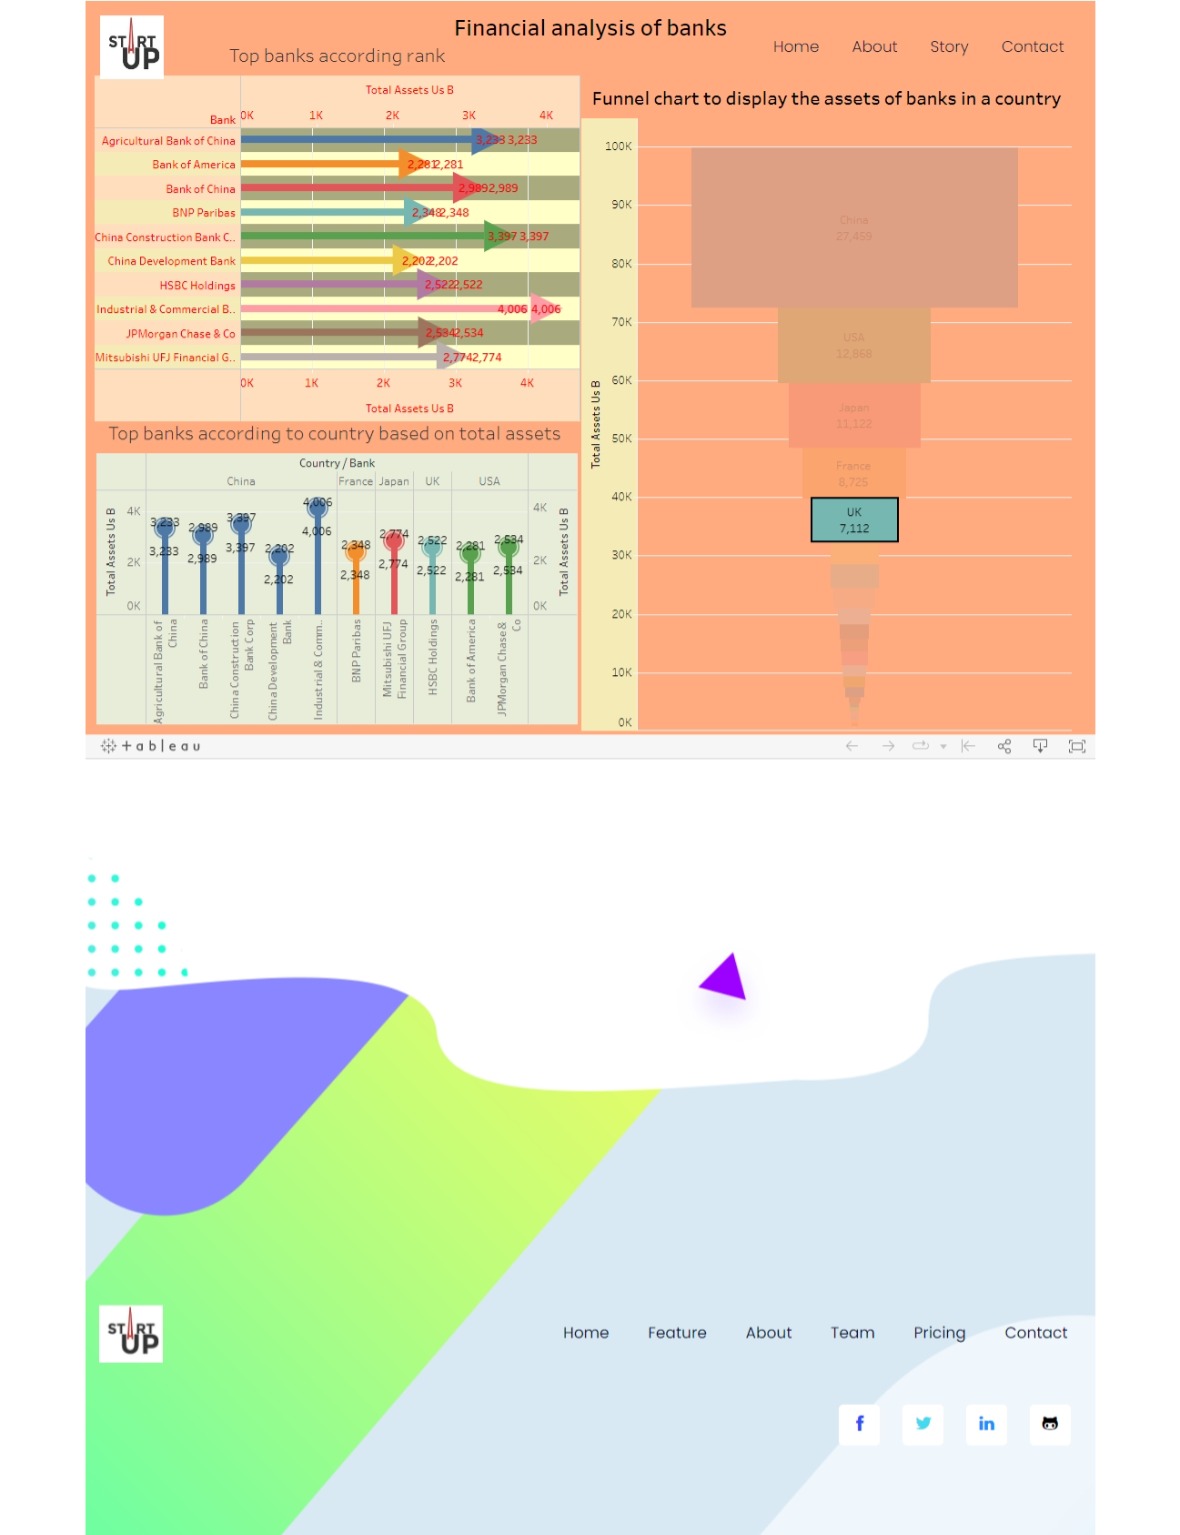 START UP
Financial analysis of banks
Home About Story Contact
Top banks according rank
Total Assets Us B
Bank 0K 1K 2K 3K 4K
Agricultural Bank of China 3,233 3,233
Bank of America 2,281 2,281
Bank of China 2,989 2,989
BNP Paribas 2,348 2,348
China Construction Bank C.. 3,397 3,397
China Development Bank 2,202 2,202
HSBC Holdings 2,522 2,522
Industrial & Commercial B.. 4,006 4,006
JPMorgan Chase & Co 2,534 2,534
Mitsubishi UFJ Financial G.. 2,774 2,774
0K 1K 2K 3K 4K
Total Assets Us B
Top banks according to country based on total assets
Country / Bank
China France Japan UK USA
Total Assets Us B
4K
2K
0K
3,233 2,989 3,397 2,202 4,006 2,348 2,774 2,522 2,281 2,534
3,233 2,989 3,397 2,202 4,006 2,348 2,774 2,522 2,281 2,534
4K
2K
0K
Total Assets Us B
Agricultural Bank of China
Bank of China
China Construction Bank Corp
China Development Bank
Industrial & Comm..
BNP Paribas
Mitsubishi UFJ Financial Group
HSBC Holdings
Bank of America
JPMorgan Chase & Co
Funnel chart to display the assets of banks in a country
Total Assets Us B
100K
90K
80K
70K
60K
50K
40K
30K
20K
10K
0K
China
27,459
USA
12,868
Japan
11,122
France
8,725
UK
7,112
+ a b l e a u
START UP
Home Feature About Team Pricing Contact
f
in